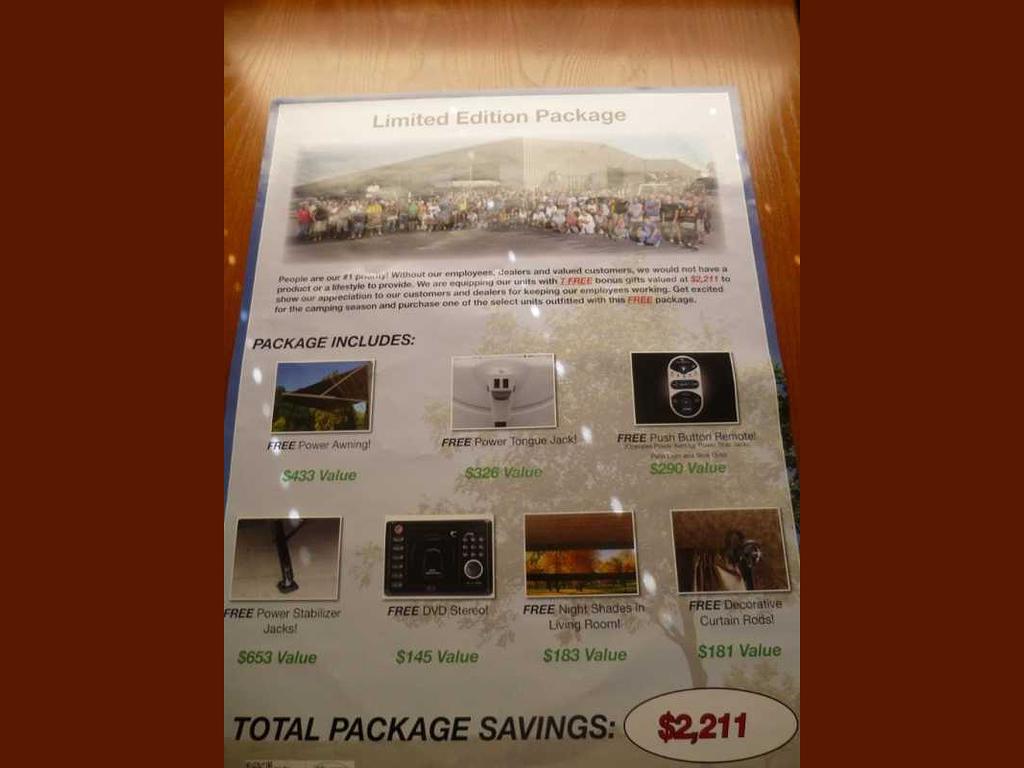 Limited Edition Package
People are our #1 priority! Without our employees, dealers and valued customers, we would not have a
product or a lifestyle to provide. We are equipping our units with 7 FREE bonus gifts valued at $2,211 to
show our appreciation to our customers and dealers for keeping our employees working. Get excited
for the camping season and purchase one of the select units outfitted with this FREE package.
PACKAGE INCLUDES:
FREE Power Awning!
$433 Value
FREE Power Tongue Jack!
$326 Value
FREE Push Button Remote!
$290 Value
FREE Power Stabilizer
Jacks!
$653 Value
FREE DVD Stereo!
$145 Value
FREE Night Shades In
Living Room!
$183 Value
FREE Decorative
Curtain Rods!
$181 Value
TOTAL PACKAGE SAVINGS: $2,211